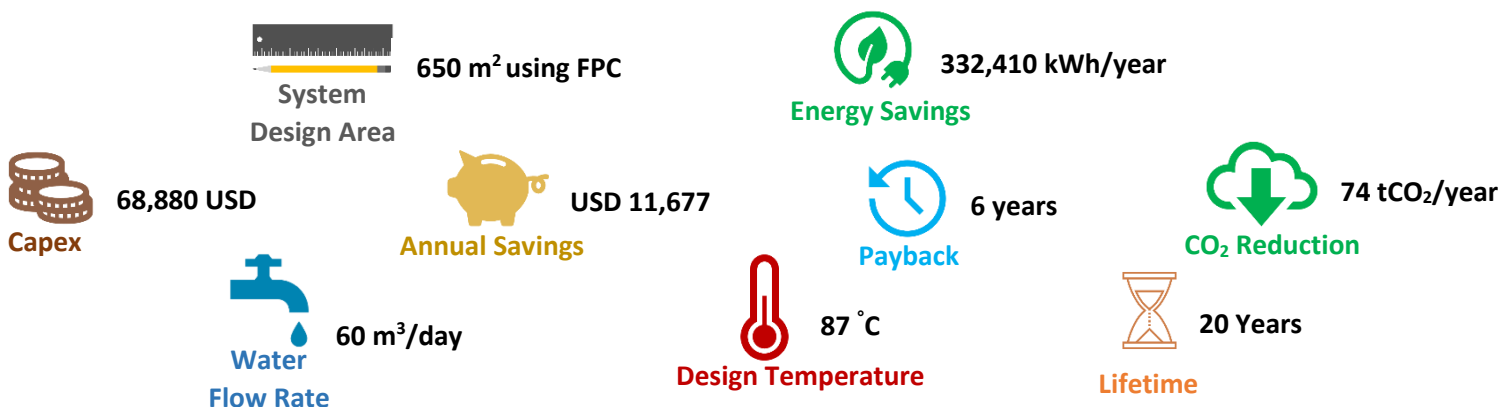 650 m² using FPC
System
Design Area
332,410 kWh/year
Energy Savings
68,880 USD
Capex
USD 11,677
Annual Savings
6 years
Payback
74 tCO₂/year
CO₂ Reduction
60 m³/day
Water
Flow Rate
87 °C
Design Temperature
20 Years
Lifetime